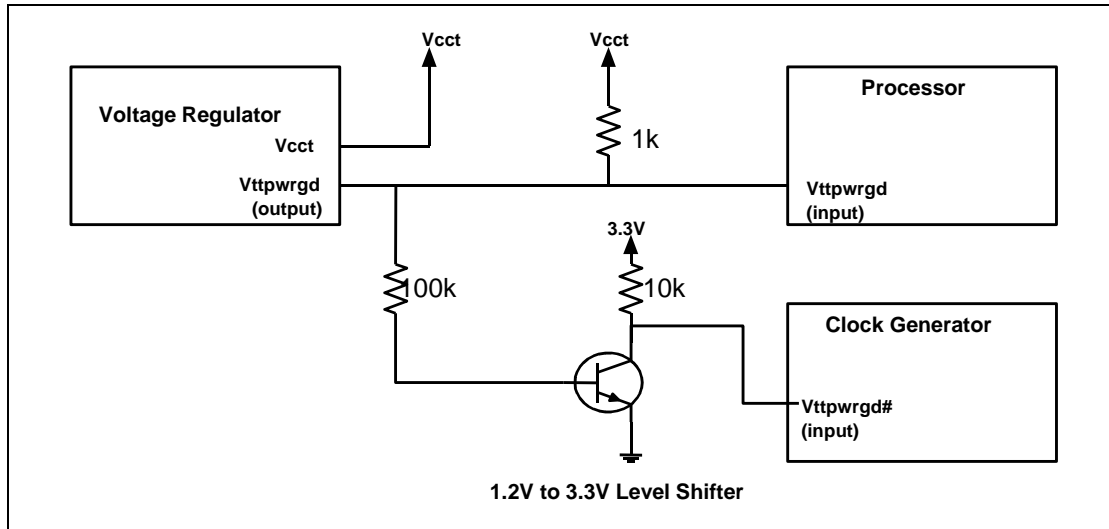 Vcct
Vcct
Voltage Regulator
Vcct
Vttpwrgd
(output)
1k
Processor
Vttpwrgd
(input)
3.3V
100k
10k
Clock Generator
Vttpwrgd#
(input)
1.2V to 3.3V Level Shifter